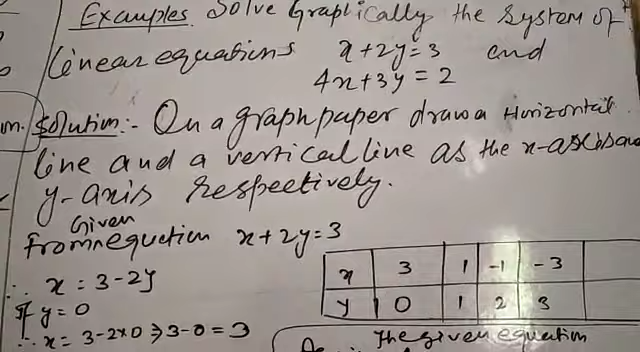 Examples. Solve Graphically the System of
linear equations x+2y=3 and
4x+3y=2
Solution:- On a graph paper draw a Horizontal
line and a vertical line as the x-axis and
y-axis respectively.
Given
From equation x+2y=3
∴ x = 3-2y
If y=0
∴ x= 3-2×0 ⇒ 3-0 = 3
x 3 1 -1 -3
y 0 1 2 3
The given equation